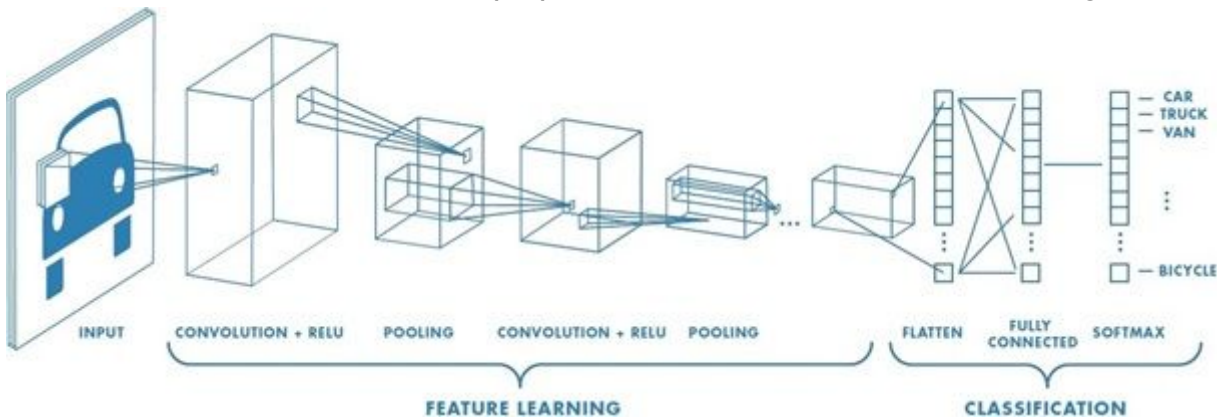 CAR
TRUCK
VAN
BICYCLE
INPUT
CONVOLUTION + RELU
POOLING
CONVOLUTION + RELU
POOLING
FLATTEN
FULLY
CONNECTED
SOFTMAX
FEATURE LEARNING
CLASSIFICATION